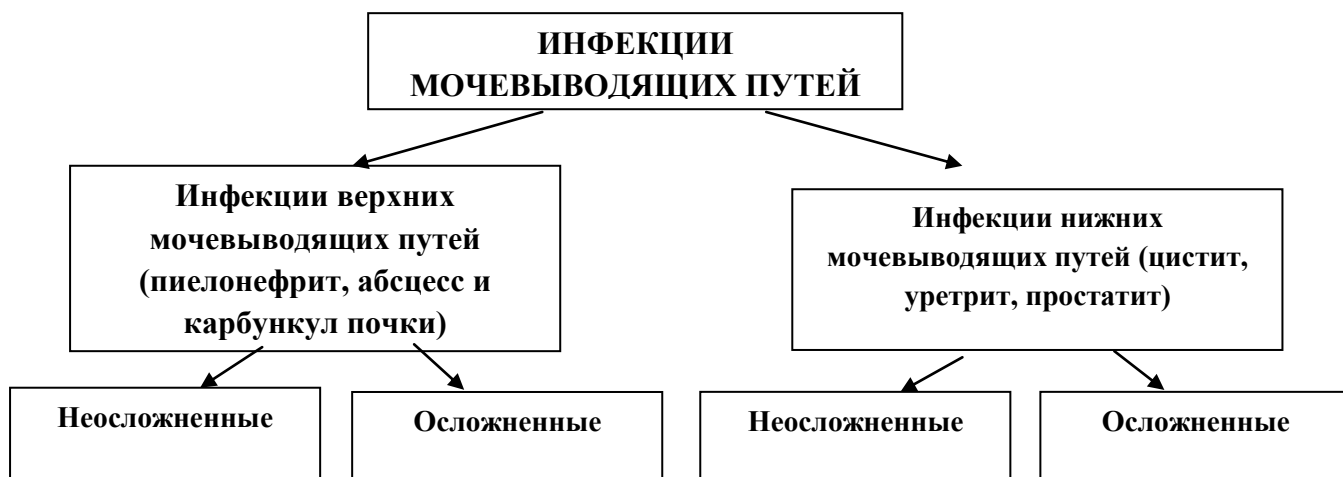 ИНФЕКЦИИ
МОЧЕВЫВОДЯЩИХ ПУТЕЙ
Инфекции верхних
мочевыводящих путей
(пиелонефрит, абсцесс и
карбункул почки)
Инфекции нижних
мочевыводящих путей (цистит,
уретрит, простатит)
Неосложненные
Осложненные
Неосложненные
Осложненные